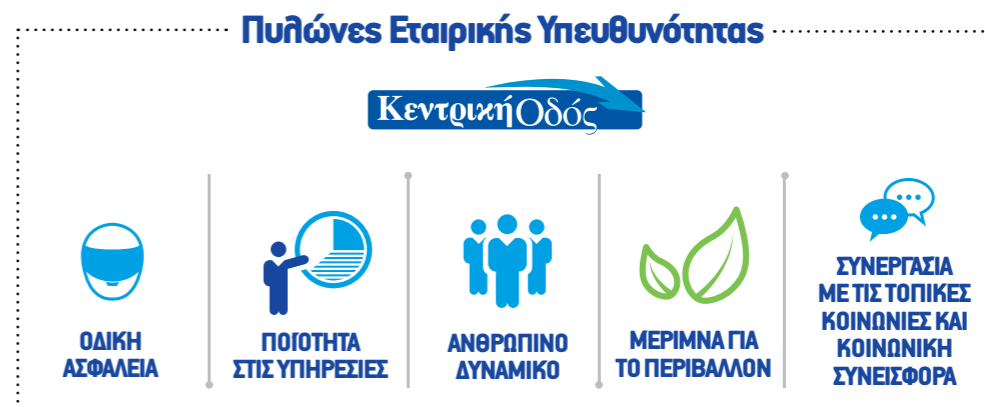 Πυλώνες Εταιρικής Υπευθυνότητας
ΚεντρικήΟδός
ΟΔΙΚΗ
ΑΣΦΑΛΕΙΑ
ΠΟΙΟΤΗΤΑ
ΣΤΙΣ ΥΠΗΡΕΣΙΕΣ
ΑΝΘΡΩΠΙΝΟ
ΔΥΝΑΜΙΚΟ
ΜΕΡΙΜΝΑ ΓΙΑ
ΤΟ ΠΕΡΙΒΑΛΛΟΝ
ΣΥΝΕΡΓΑΣΙΑ
ΜΕ ΤΙΣ ΤΟΠΙΚΕΣ
ΚΟΙΝΩΝΙΕΣ ΚΑΙ
ΚΟΙΝΩΝΙΚΗ
ΣΥΝΕΙΣΦΟΡΑ